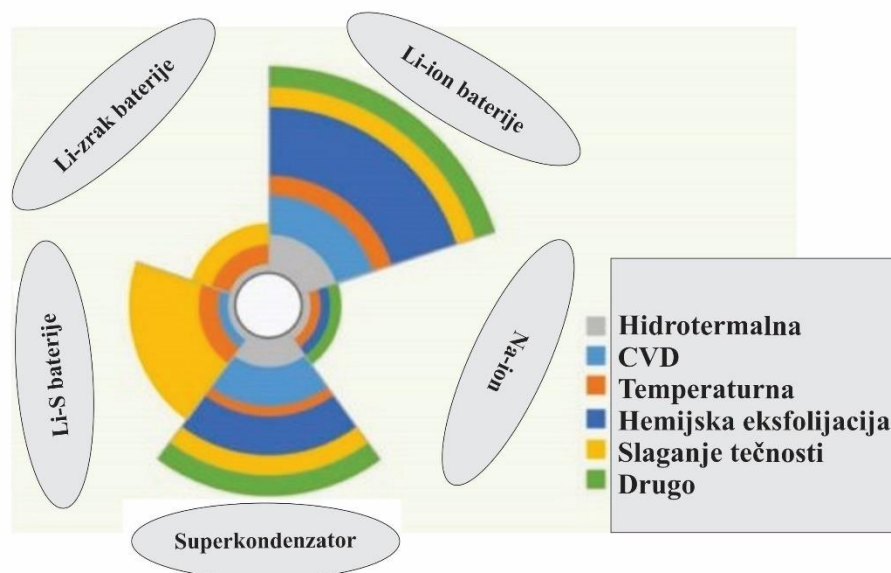 Li-zrak baterije
Li-ion baterije
Li-S baterije
Na-ion
Superkondenzator
Hidrotermalna
CVD
Temperaturna
Hemijska eksfolijacija
Slaganje tečnosti
Drugo